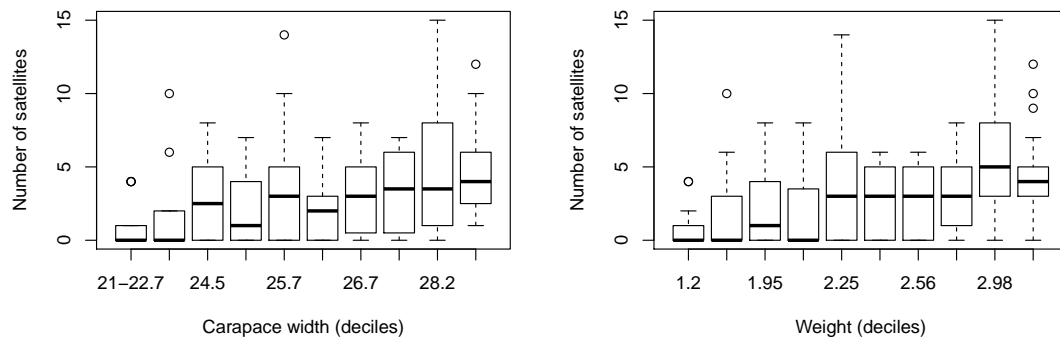 15
10
5
0
Number of satellites
21−22.7 24.5 25.7 26.7 28.2
Carapace width (deciles)
15
10
5
0
Number of satellites
1.2 1.95 2.25 2.56 2.98
Weight (deciles)